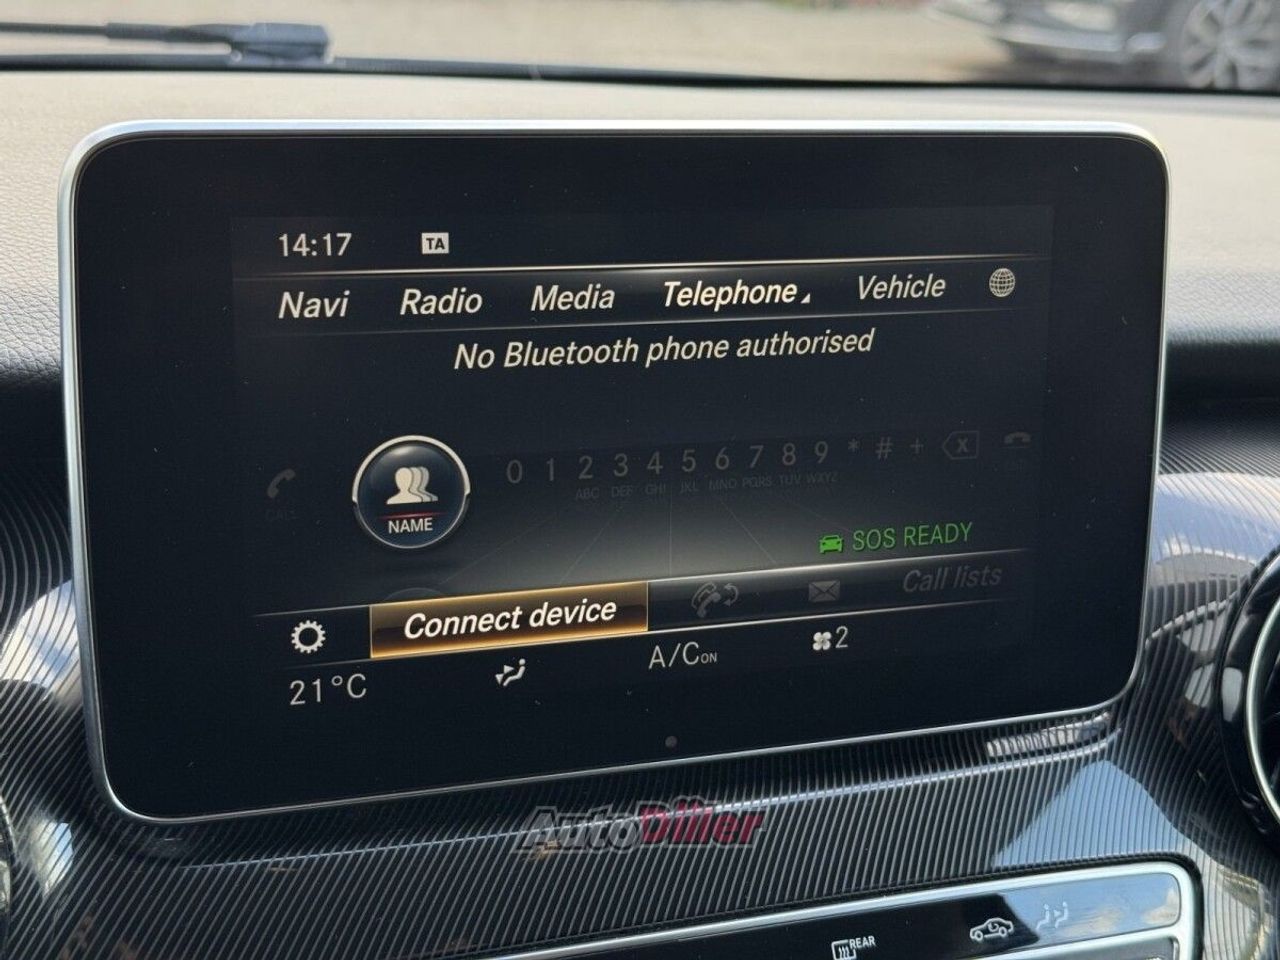 14:17 TA
Navi Radio Media Telephone Vehicle
No Bluetooth phone authorised
CALL
NAME
0 1 2 3 4 5 6 7 8 9 * # + X
ABC DEF GHI JKL MNO PQRS TUV WXYZ
SOS READY
Connect device
Call lists
21°C A/C ON 2
AutoDiller
REAR